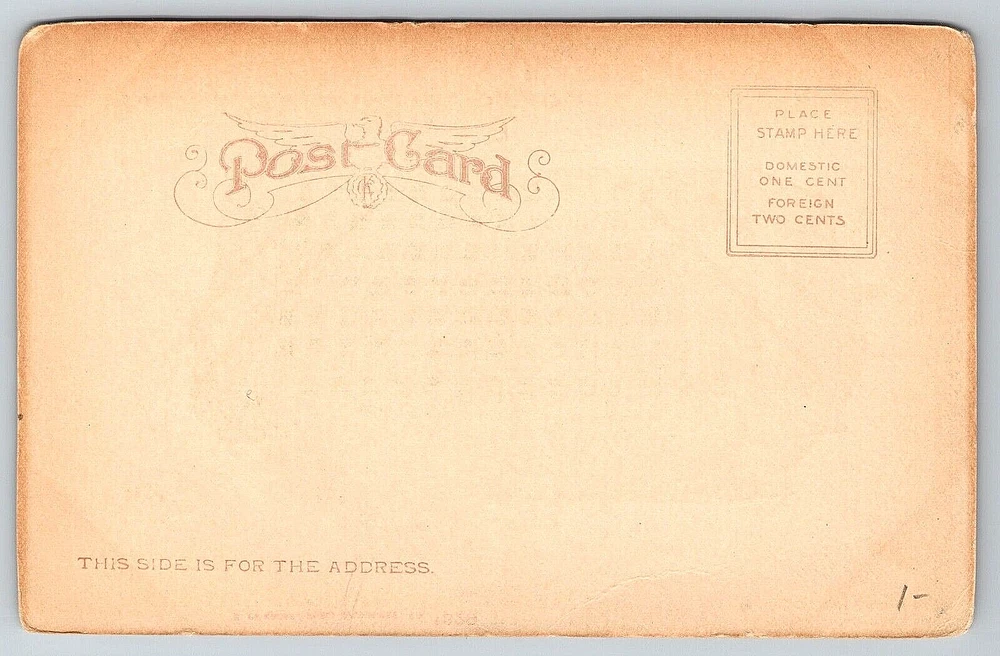 Post Card
PLACE
STAMP HERE
DOMESTIC
ONE CENT
FOREIGN
TWO CENTS
THIS SIDE IS FOR THE ADDRESS.
1-